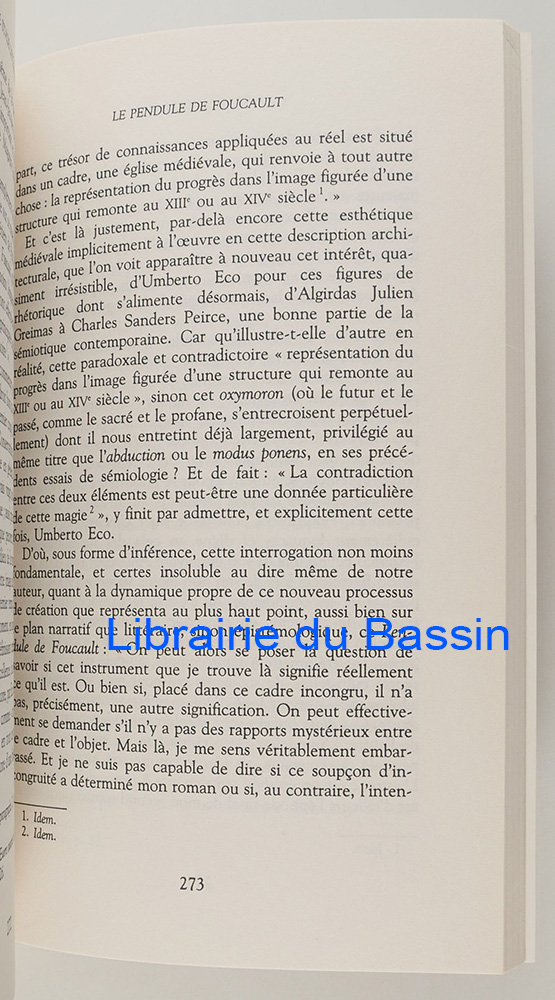 LE PENDULE DE FOUCAULT
part, ce trésor de connaissances appliquées au réel est situé
dans un cadre, une église médiévale, qui renvoie à tout autre
chose : la représentation du progrès dans l'image figurée d'une
structure qui remonte au XIIIe ou au XIVe siècle1. »
Et c'est là justement, par-delà encore cette esthétique
médiévale implicitement à l'œuvre en cette description archi-
tecturale, que l'on voit apparaître à nouveau cet intérêt, qua-
siment irrésistible, d'Umberto Eco pour ces figures de
rhétorique dont s'alimente désormais, d'Algirdas Julien
Greimas à Charles Sanders Peirce, une bonne partie de la
sémiotique contemporaine. Car qu'illustre-t-elle d'autre en
réalité, cette paradoxale et contradictoire « représentation du
progrès dans l'image figurée d'une structure qui remonte au
XIIIe ou au XIVe siècle », sinon cet oxymoron (où le futur et le
passé, comme le sacré et le profane, s'entrecroisent perpétuel-
lement) dont il nous entretint déjà largement, privilégié au
même titre que l'abduction ou le modus ponens, en ses précé-
dents essais de sémiologie ? Et de fait : « La contradiction
entre ces deux éléments est peut-être une donnée particulière
de cette magie2 », y finit par admettre, et explicitement cette
fois, Umberto Eco.
D'où, sous forme d'inférence, cette interrogation non moins
fondamentale, et certes insoluble au dire même de notre
auteur, quant à la dynamique propre de ce nouveau processus
de création que représenta au plus haut point, aussi bien sur
le plan narratif que littéraire, sinon épistémologique, ce Pen-
dule de Foucault : « On peut alors se poser la question de
savoir si cet instrument que je trouve là signifie réellement
ce qu'il est. Ou bien si, placé dans ce cadre incongru, il n'a
pas, précisément, une autre signification. On peut effective-
ment se demander s'il n'y a pas des rapports mystérieux entre
le cadre et l'objet. Mais là, je me sens véritablement embar-
rassé. Et je ne suis pas capable de dire si ce soupçon d'in-
congruité a déterminé mon roman ou si, au contraire, l'inten-
1. Idem.
2. Idem.
273
Librairie du Bassin